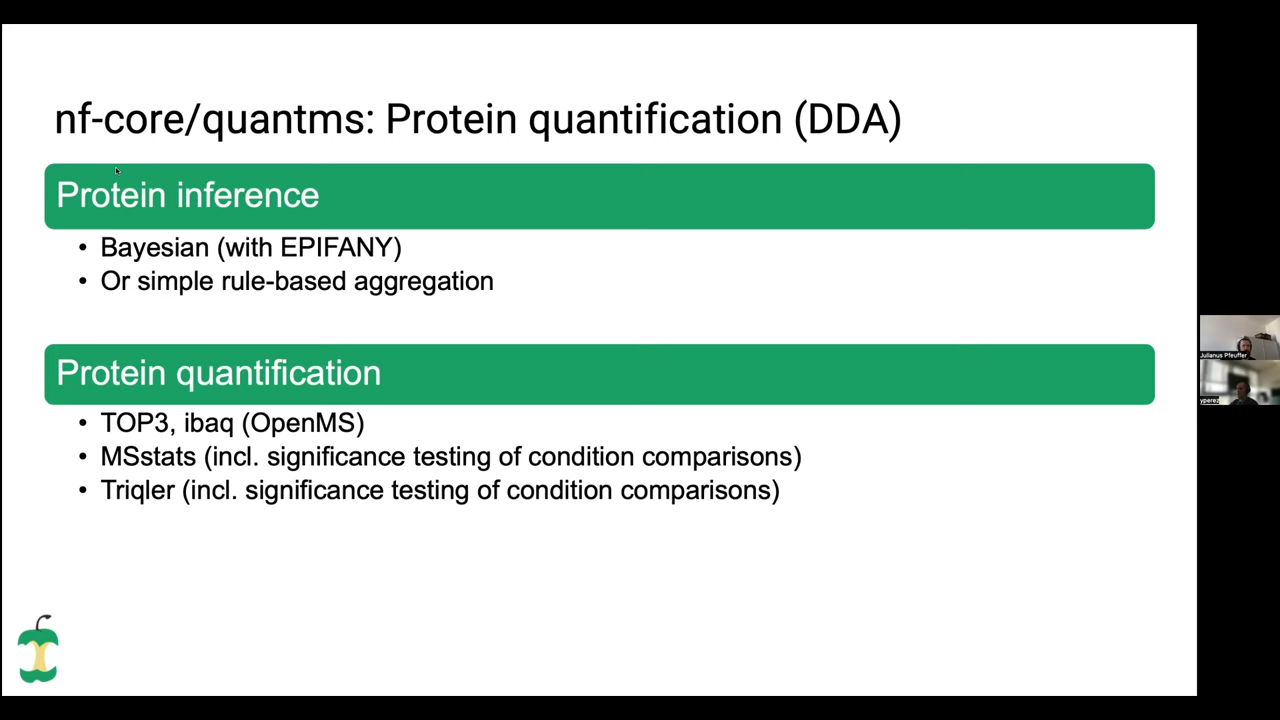 nf-core/quantms: Protein quantification (DDA)
Protein inference
• Bayesian (with EPIFANY)
• Or simple rule-based aggregation
Protein quantification
• TOP3, ibaq (OpenMS)
• MSstats (incl. significance testing of condition comparisons)
• Triqler (incl. significance testing of condition comparisons)
Julianus Pfeuffer
yperez